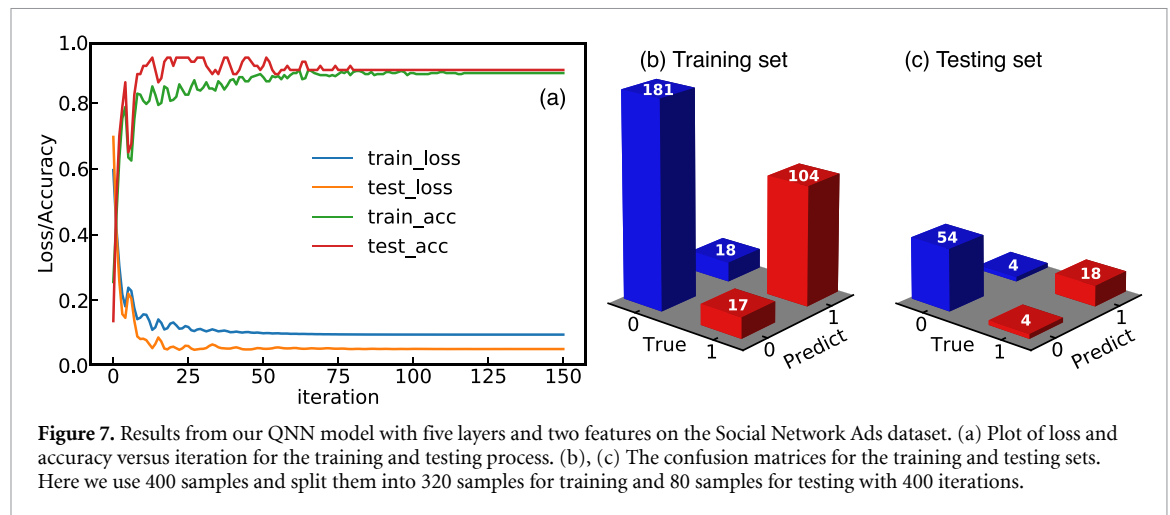 1.0
0.8
0.6
0.4
0.2
0.0
Loss/Accuracy
(a)
train_loss
test_loss
train_acc
test_acc
0 25 50 75 100 125 150
iteration
(b) Training set
181
18
104
17
0
1
True
0
1
Predict
(c) Testing set
54
4
18
4
0
1
True
0
1
Predict
Figure 7. Results from our QNN model with five layers and two features on the Social Network Ads dataset. (a) Plot of loss and
accuracy versus iteration for the training and testing process. (b), (c) The confusion matrices for the training and testing sets.
Here we use 400 samples and split them into 320 samples for training and 80 samples for testing with 400 iterations.